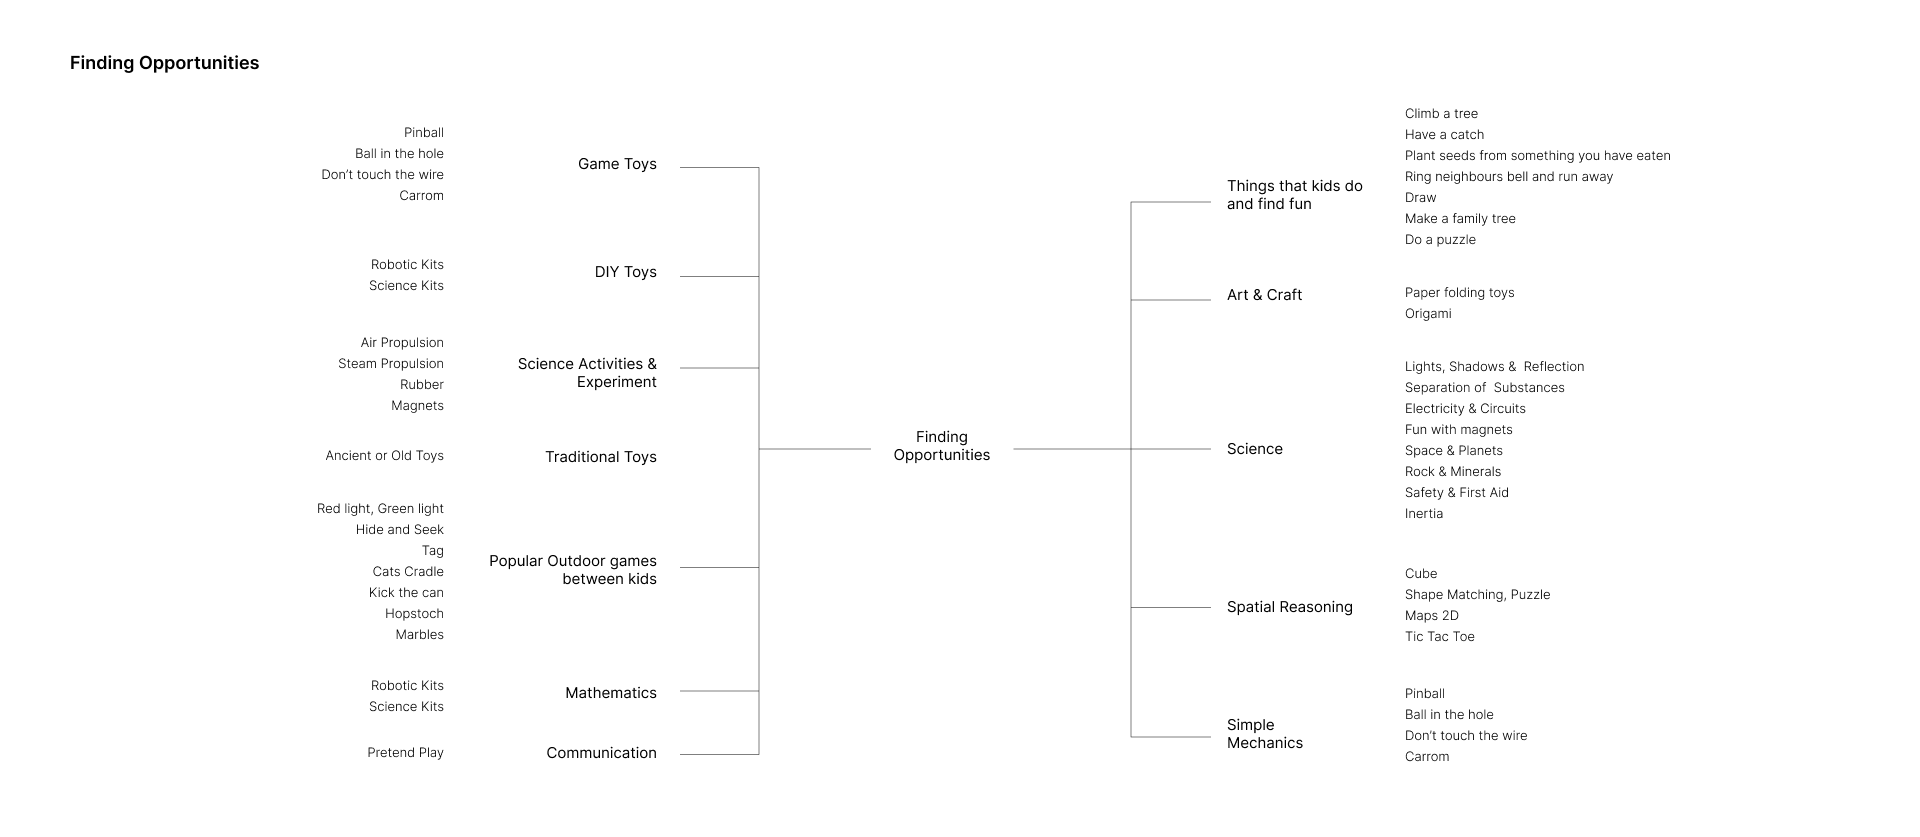 Finding Opportunities
Pinball
Ball in the hole
Don’t touch the wire
Carrom
Game Toys
Robotic Kits
Science Kits
DIY Toys
Air Propulsion
Steam Propulsion
Rubber
Magnets
Science Activities &
Experiment
Ancient or Old Toys
Traditional Toys
Red light, Green light
Hide and Seek
Tag
Cats Cradle
Kick the can
Hopstoch
Marbles
Popular Outdoor games
between kids
Robotic Kits
Science Kits
Mathematics
Pretend Play
Communication
Finding
Opportunities
Things that kids do
and find fun
Climb a tree
Have a catch
Plant seeds from something you have eaten
Ring neighbours bell and run away
Draw
Make a family tree
Do a puzzle
Art & Craft
Paper folding toys
Origami
Science
Lights, Shadows &  Reflection
Separation of  Substances
Electricity & Circuits
Fun with magnets
Space & Planets
Rock & Minerals
Safety & First Aid
Inertia
Spatial Reasoning
Cube
Shape Matching, Puzzle
Maps 2D
Tic Tac Toe
Simple
Mechanics
Pinball
Ball in the hole
Don’t touch the wire
Carrom